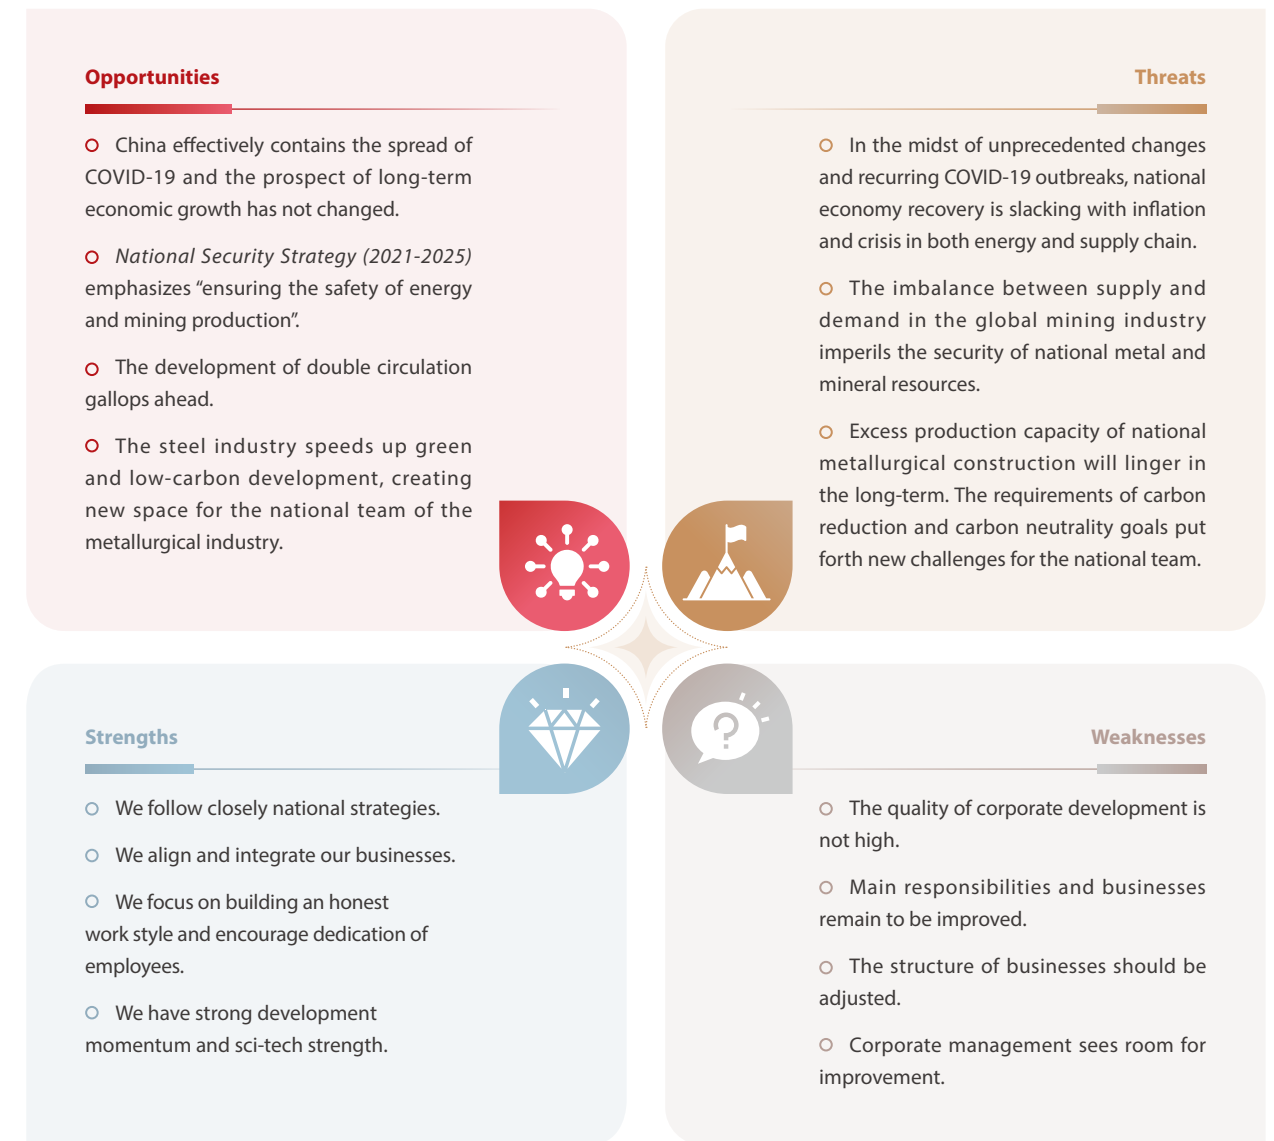 Opportunities
China effectively contains the spread of
COVID-19 and the prospect of long-term
economic growth has not changed.
National Security Strategy (2021-2025)
emphasizes “ensuring the safety of energy
and mining production”.
The development of double circulation
gallops ahead.
The steel industry speeds up green
and low-carbon development, creating
new space for the national team of the
metallurgical industry.
Threats
In the midst of unprecedented changes
and recurring COVID-19 outbreaks, national
economy recovery is slacking with inflation
and crisis in both energy and supply chain.
The imbalance between supply and
demand in the global mining industry
imperils the security of national metal and
mineral resources.
Excess production capacity of national
metallurgical construction will linger in
the long-term. The requirements of carbon
reduction and carbon neutrality goals put
forth new challenges for the national team.
Strengths
We follow closely national strategies.
We align and integrate our businesses.
We focus on building an honest
work style and encourage dedication of
employees.
We have strong development
momentum and sci-tech strength.
Weaknesses
The quality of corporate development is
not high.
Main responsibilities and businesses
remain to be improved.
The structure of businesses should be
adjusted.
Corporate management sees room for
improvement.